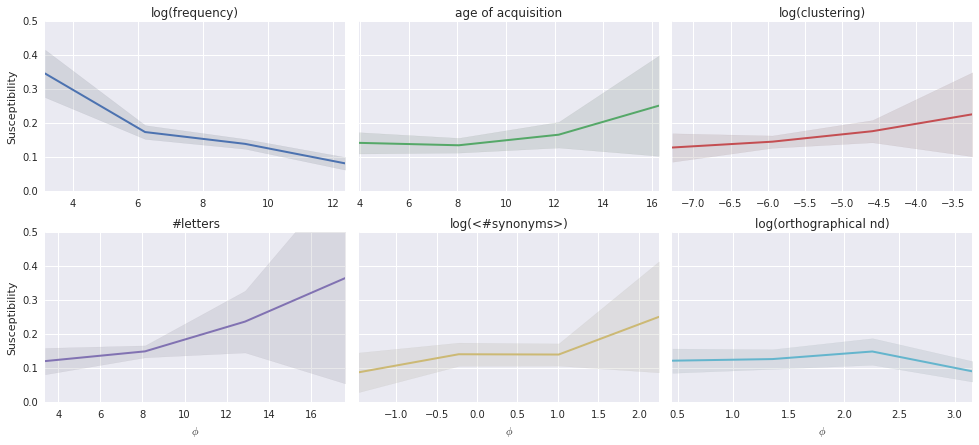 log(frequency)
age of acquisition
log(clustering)
Susceptibility
0.5
0.4
0.3
0.2
0.1
0.0
4 6 8 10 12
4 6 8 10 12 14 16
−7.0 −6.5 −6.0 −5.5 −5.0 −4.5 −4.0 −3.5
#letters
log(<#synonyms>)
log(orthographical nd)
Susceptibility
0.5
0.4
0.3
0.2
0.1
0.0
4 6 8 10 12 14 16
−1.0 −0.5 0.0 0.5 1.0 1.5 2.0
0.5 1.0 1.5 2.0 2.5 3.0
ϕ
ϕ
ϕ